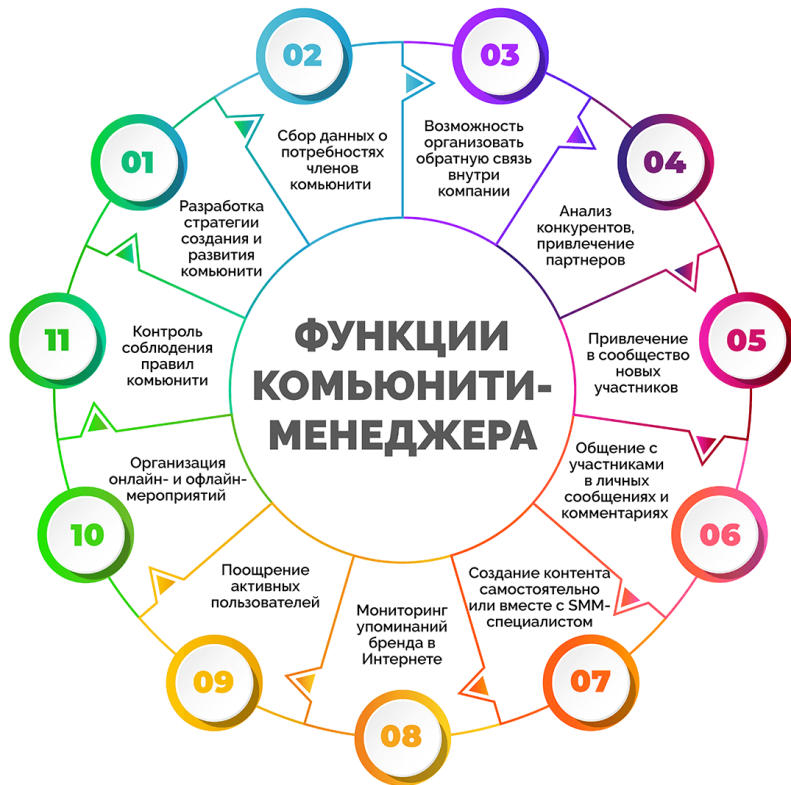 ФУНКЦИИ
КОМЬЮНИТИ-
МЕНЕДЖЕРА
01
Разработка
стратегии
создания и
развития
комьюнити
02
Сбор данных о
потребностях
членов
комьюнити
03
Возможность
организовать
обратную связь
внутри
компании
04
Анализ
конкурентов,
привлечение
партнеров
05
Привлечение
в сообщество
новых
участников
06
Общение с
участниками
в личных
сообщениях и
комментариях
07
Создание контента
самостоятельно
или вместе с SMM-
специалистом
08
Мониторинг
упоминаний
бренда в
Интернете
09
Поощрение
активных
пользователей
10
Организация
онлайн- и офлайн-
мероприятий
11
Контроль
соблюдения
правил
комьюнити